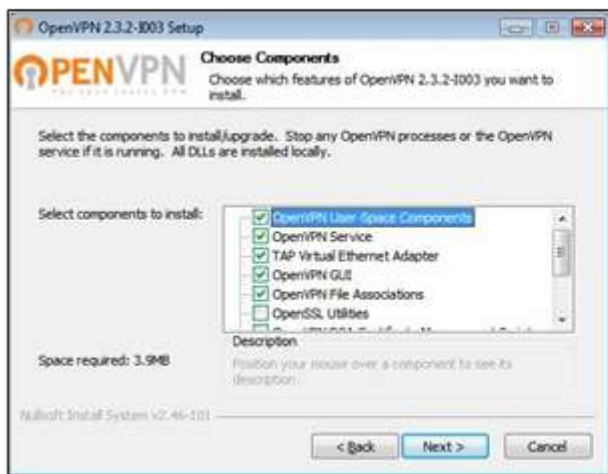 OpenVPN 2.3.2-I003 Setup
OPENVPN
Choose Components
Choose which features of OpenVPN 2.3.2-I003 you want to
install.
Select the components to install/upgrade. Stop any OpenVPN processes or the OpenVPN
service if it is running. All DLLs are installed locally.
Select components to install:
OpenVPN User-Space Components
OpenVPN Service
TAP Virtual Ethernet Adapter
OpenVPN GUI
OpenVPN File Associations
OpenSSL Utilities
Description
Space required: 3.9MB
Position your mouse over a component to see its
description.
Nullsoft Install System v2.46-101
< Back
Next >
Cancel